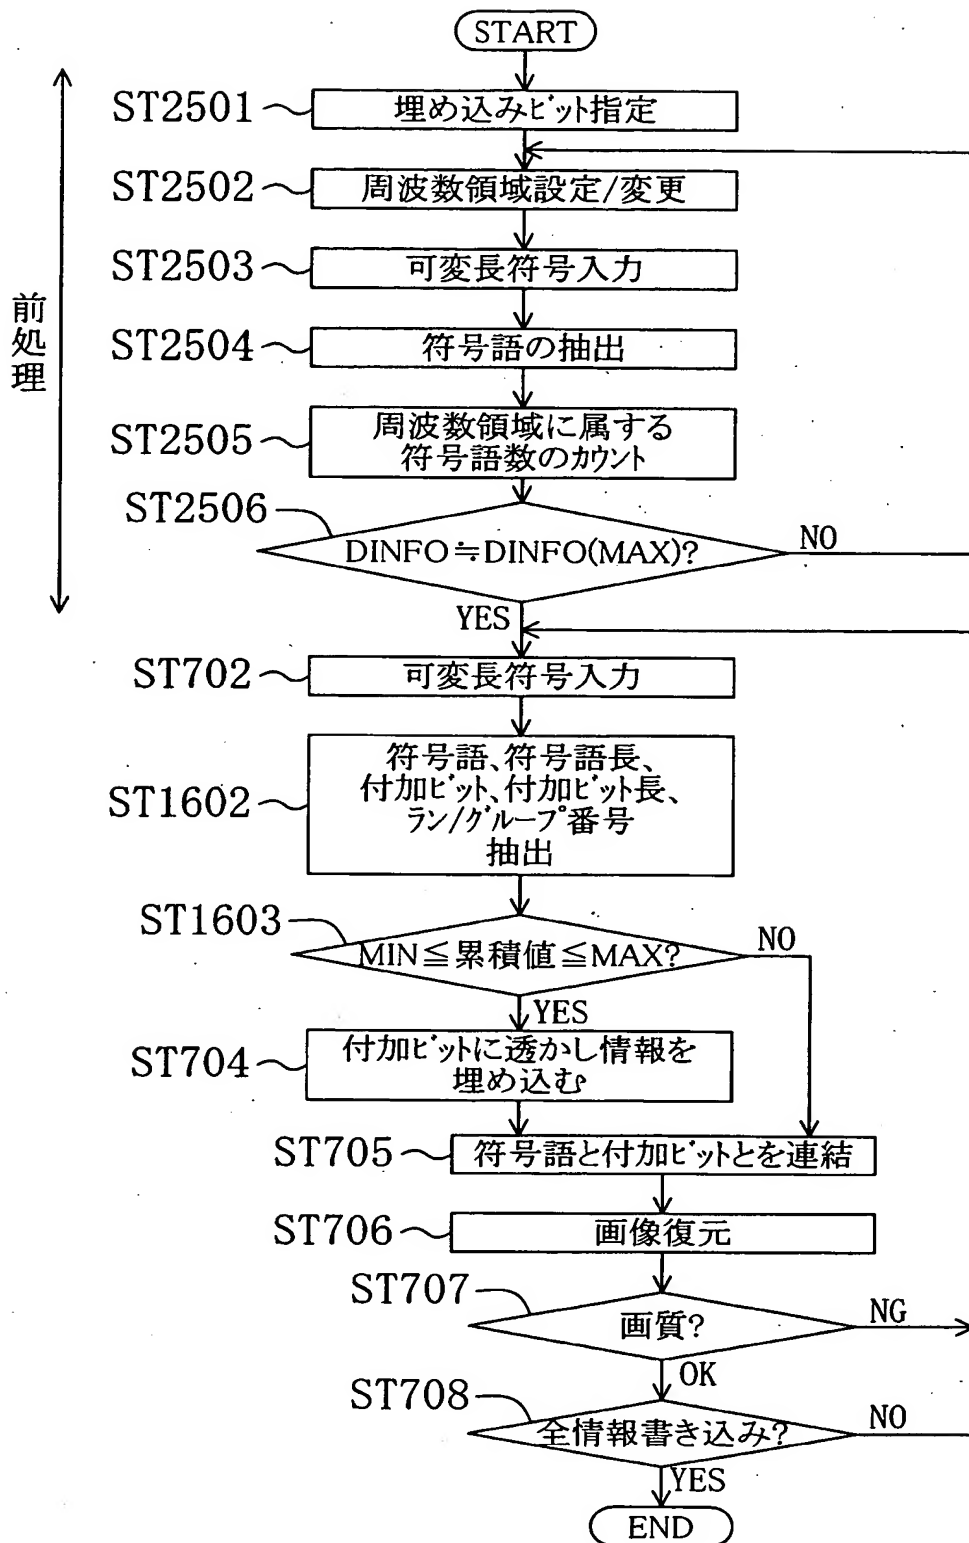 START
ST2501
埋め込みビット指定
ST2502
周波数領域設定/変更
ST2503
可変長符号入力
前処理
ST2504
符号語の抽出
ST2505
周波数領域に属する
符号語数のカウント
ST2506
DINFO≒DINFO(MAX)?
NO
YES
ST702
可変長符号入力
ST1602
符号語、符号語長、
付加ビット、付加ビット長、
ラン/グループ番号
抽出
ST1603
MIN≦累積値≦MAX?
NO
YES
ST704
付加ビットに透かし情報を
埋め込む
ST705
符号語と付加ビットとを連結
ST706
画像復元
ST707
画質?
NG
OK
ST708
全情報書き込み?
NO
YES
END